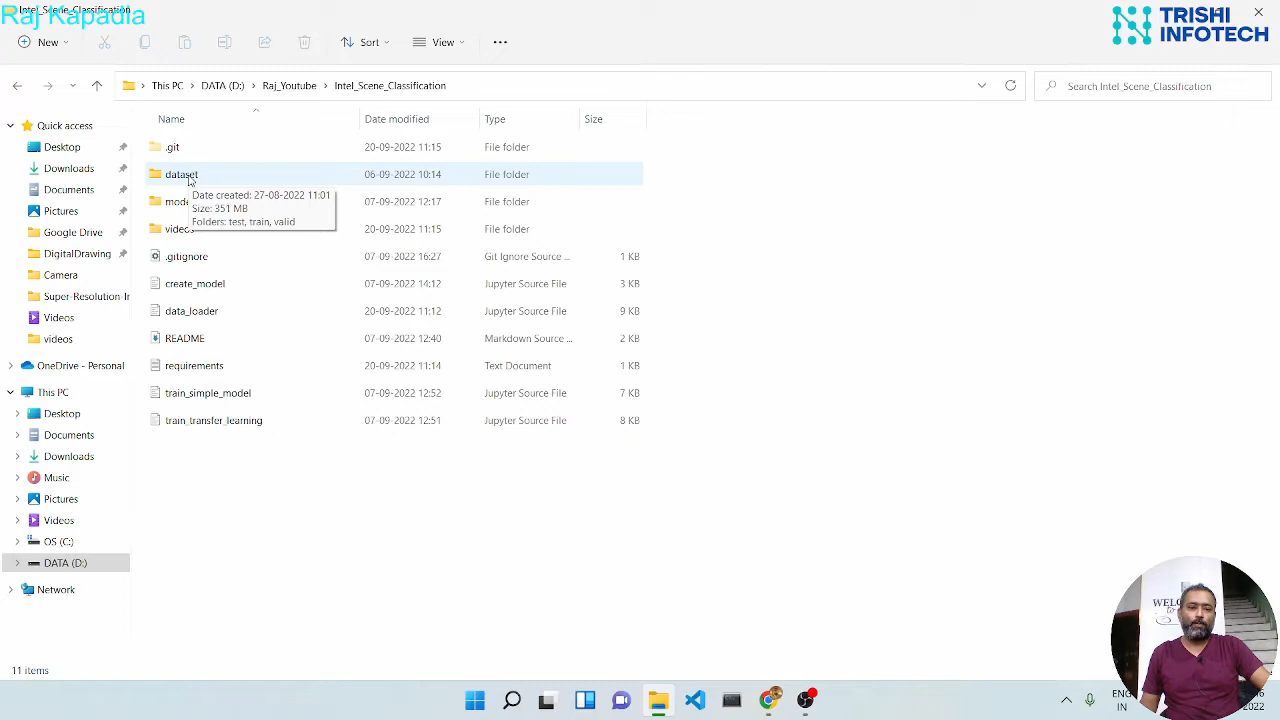 Intel_Scene_Classification
Raj Kapadia
TRISHI
INFOTECH
New
Sort
View
This PC
DATA (D:)
Raj_Youtube
Intel_Scene_Classification
Search Intel_Scene_Classification
Name
Date modified
Type
Size
Quick access
Desktop
Downloads
Documents
Pictures
Google Drive
DigitalDrawing
Camera
Super-Resolution-Ir
Videos
videos
OneDrive - Personal
This PC
Desktop
Documents
Downloads
Music
Pictures
Videos
OS (C:)
DATA (D:)
Network
.git 20-09-2022 11:15 File folder
dataset 06-09-2022 10:14 File folder
Date created: 27-08-2022 11:01
Size: 351 MB
Folders: test, train, valid
mode 07-09-2022 12:17 File folder
video 20-09-2022 11:15 File folder
.gitignore 07-09-2022 16:27 Git Ignore Source ... 1 KB
create_model 07-09-2022 14:12 Jupyter Source File 3 KB
data_loader 20-09-2022 11:12 Jupyter Source File 9 KB
README 07-09-2022 12:40 Markdown Source ... 2 KB
requirements 20-09-2022 11:14 Text Document 1 KB
train_simple_model 07-09-2022 12:52 Jupyter Source File 7 KB
train_transfer_learning 07-09-2022 12:51 Jupyter Source File 8 KB
11 items
ENG
IN
2022